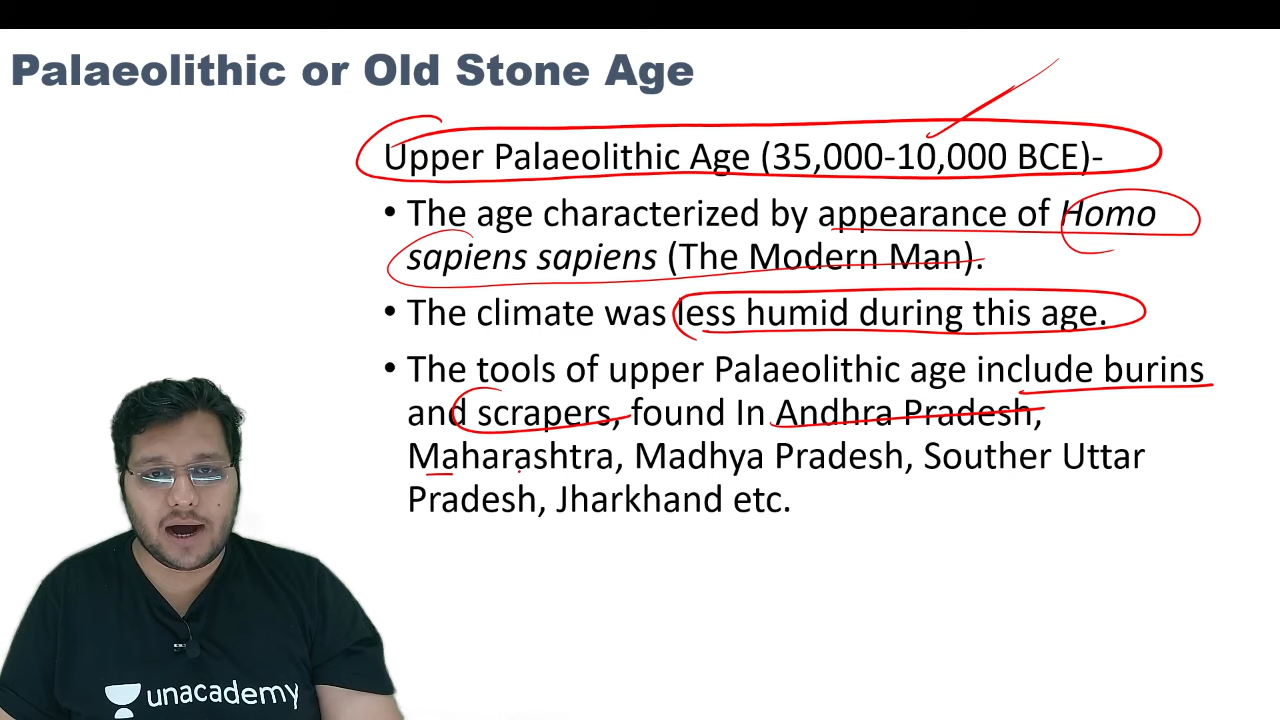 Palaeolithic or Old Stone Age
Upper Palaeolithic Age (35,000-10,000 BCE)-
• The age characterized by appearance of Homo
sapiens sapiens (The Modern Man).
• The climate was less humid during this age.
• The tools of upper Palaeolithic age include burins
and scrapers, found In Andhra Pradesh,
Maharashtra, Madhya Pradesh, Souther Uttar
Pradesh, Jharkhand etc.
unacademy